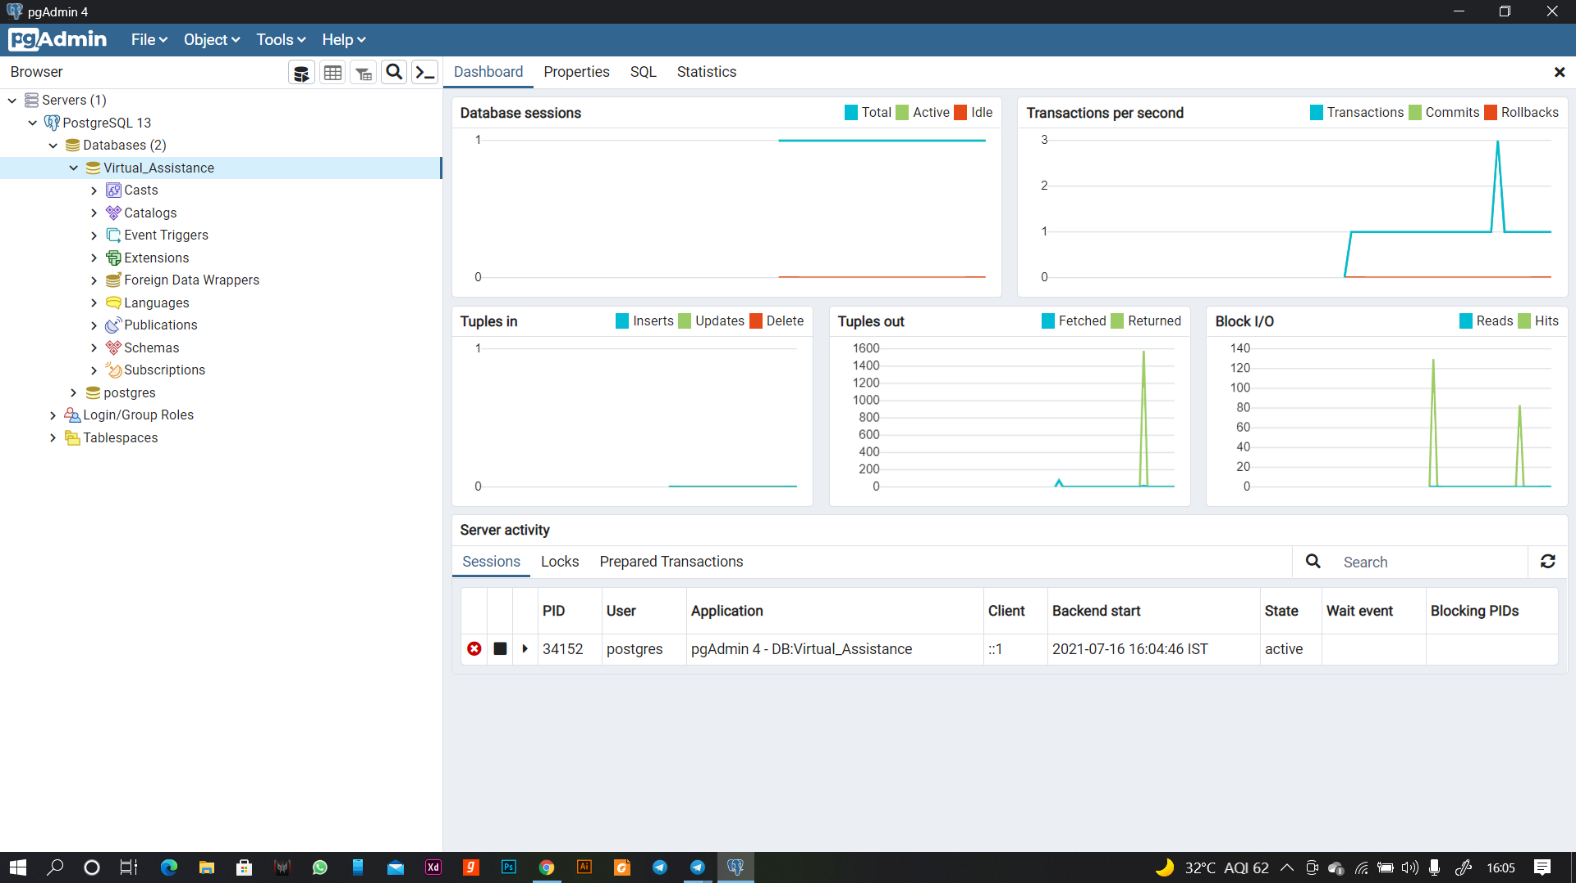 pgAdmin 4
pgAdmin File Object Tools Help
Browser
Dashboard Properties SQL Statistics
Servers (1)
PostgreSQL 13
Databases (2)
Virtual_Assistance
Casts
Catalogs
Event Triggers
Extensions
Foreign Data Wrappers
Languages
Publications
Schemas
Subscriptions
postgres
Login/Group Roles
Tablespaces
Database sessions Total Active Idle
1
0
Transactions per second Transactions Commits Rollbacks
3
2
1
0
Tuples in Inserts Updates Delete
1
0
Tuples out Fetched Returned
1600
1400
1200
1000
800
600
400
200
0
Block I/O Reads Hits
140
120
100
80
60
40
20
0
Server activity
Sessions Locks Prepared Transactions Search
PID User Application Client Backend start State Wait event Blocking PIDs
34152 postgres pgAdmin 4 - DB:Virtual_Assistance ::1 2021-07-16 16:04:46 IST active
Xd g Ps Ai 32°C AQI 62 16:05